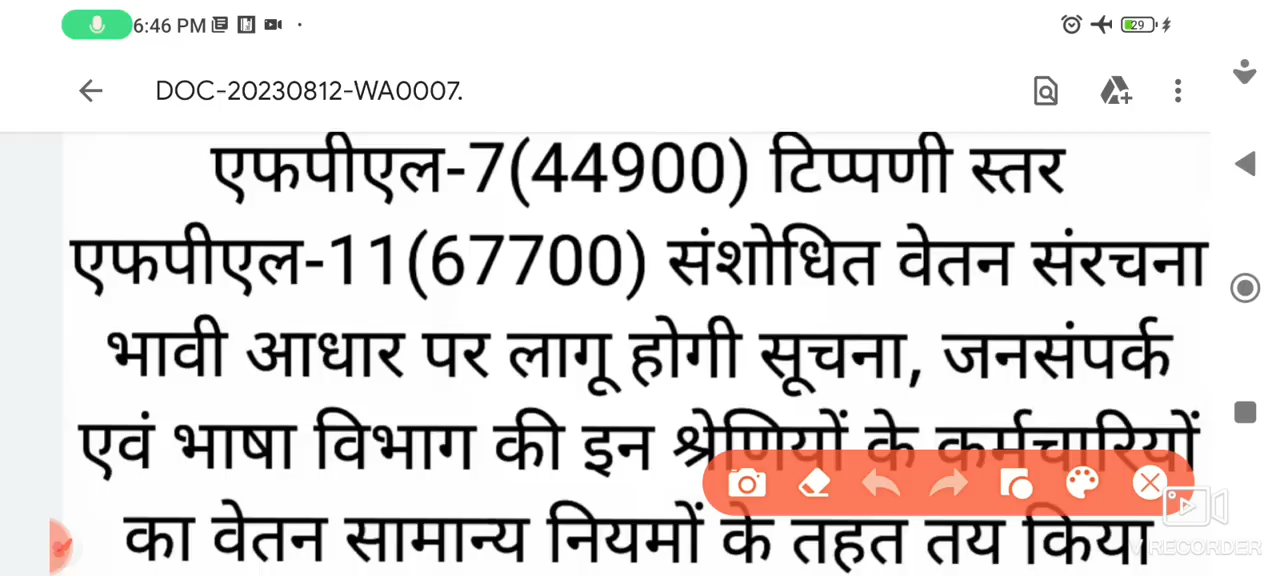 6:46 PM
29
DOC-20230812-WA0007.
एफपीएल-7(44900) टिप्पणी स्तर
एफपीएल-11(67700) संशोधित वेतन संरचना
भावी आधार पर लागू होगी सूचना, जनसंपर्क
एवं भाषा विभाग की इन श्रेणियों के कर्मचारियों
का वेतन सामान्य नियमों के तहत तय किया
V RECORDER